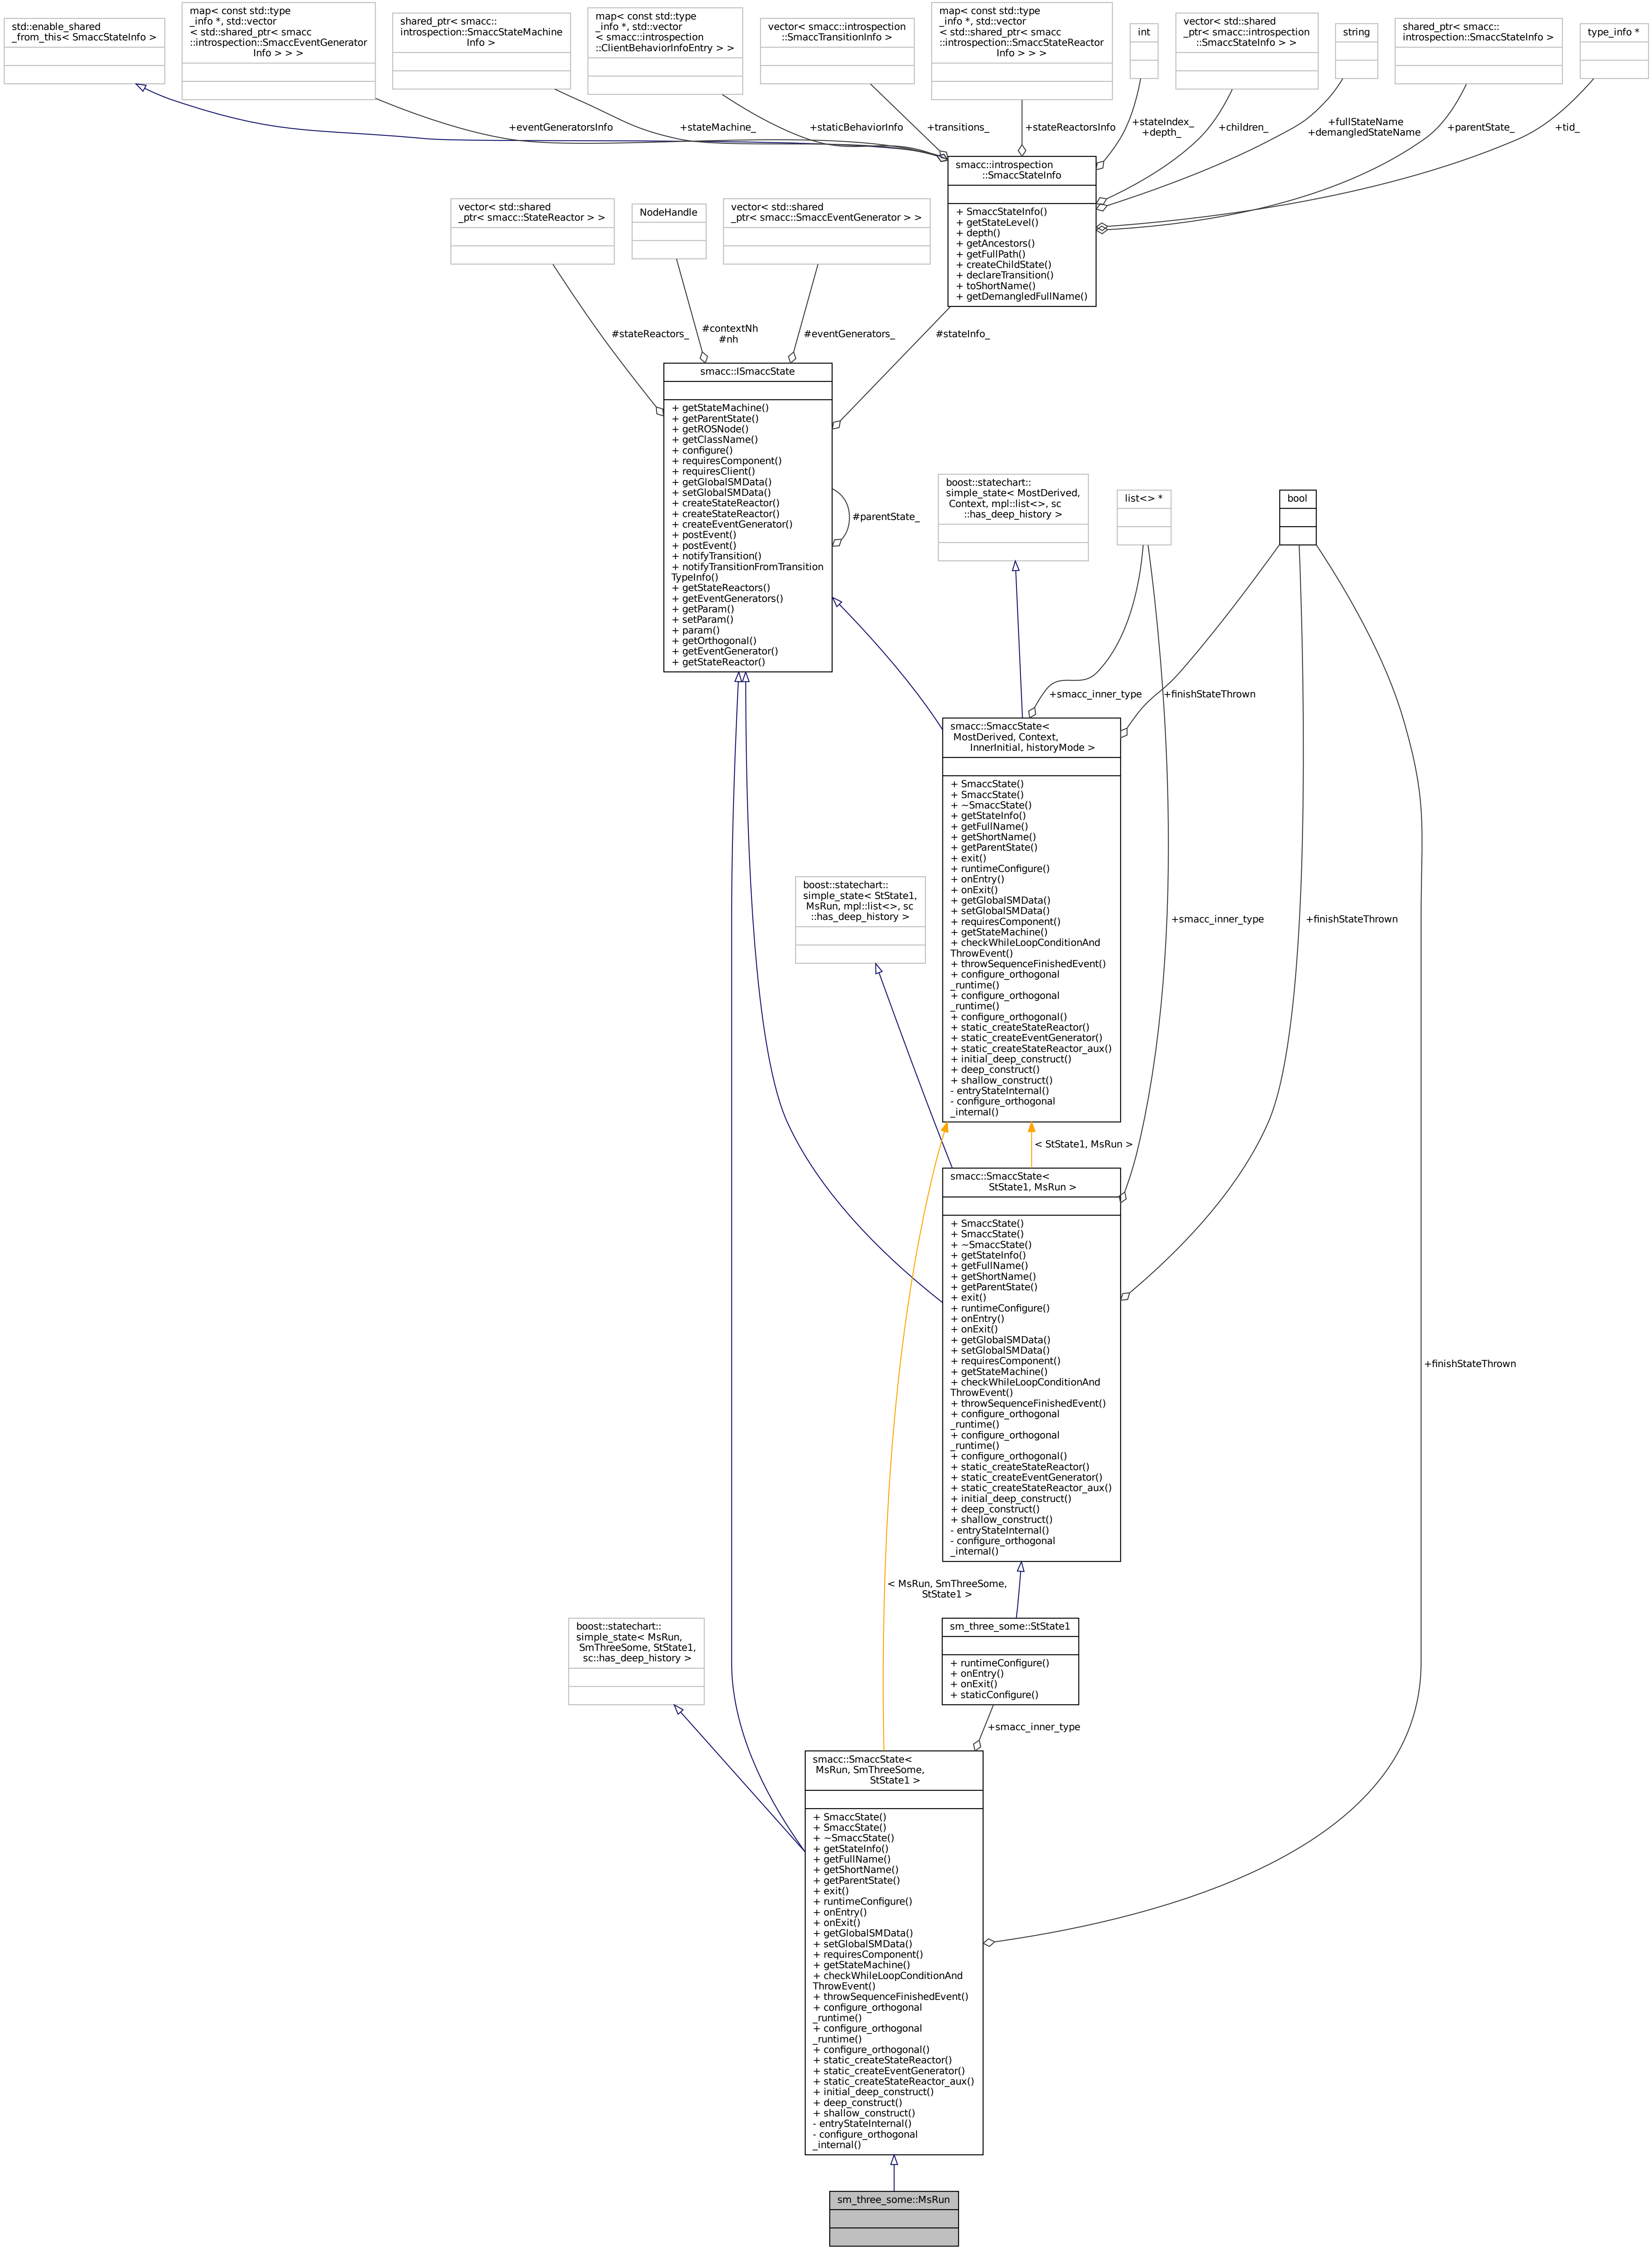 std::enable_shared
_from_this< SmaccStateInfo >
map< const std::type
_info *, std::vector
< std::shared_ptr< smacc
::introspection::SmaccEventGenerator
Info > > >
shared_ptr< smacc::
introspection::SmaccStateMachine
Info >
map< const std::type
_info *, std::vector
< smacc::introspection
::ClientBehaviorInfoEntry > >
vector< smacc::introspection
::SmaccTransitionInfo >
map< const std::type
_info *, std::vector
< std::shared_ptr< smacc
::introspection::SmaccStateReactor
Info > > >
int
vector< std::shared
_ptr< smacc::introspection
::SmaccStateInfo > >
string
shared_ptr< smacc::
introspection::SmaccStateInfo >
type_info *
+eventGeneratorsInfo
+stateMachine_
+staticBehaviorInfo
+transitions_
+stateReactorsInfo
+stateIndex_
+depth_
+children_
+fullStateName
+demangledStateName
+parentState_
+tid_
smacc::introspection
::SmaccStateInfo
+ SmaccStateInfo()
+ getStateLevel()
+ depth()
+ getAncestors()
+ getFullPath()
+ createChildState()
+ declareTransition()
+ toShortName()
+ getDemangledFullName()
vector< std::shared
_ptr< smacc::StateReactor > >
NodeHandle
vector< std::shared
_ptr< smacc::SmaccEventGenerator > >
#stateReactors_
#contextNh
#nh
#eventGenerators_
#stateInfo_
smacc::ISmaccState
+ getStateMachine()
+ getParentState()
+ getROSNode()
+ getClassName()
+ configure()
+ requiresComponent()
+ requiresClient()
+ getGlobalSMData()
+ setGlobalSMData()
+ createStateReactor()
+ createStateReactor()
+ createEventGenerator()
+ postEvent()
+ postEvent()
+ notifyTransition()
+ notifyTransitionFromTransition
TypeInfo()
+ getStateReactors()
+ getEventGenerators()
+ getParam()
+ setParam()
+ param()
+ getOrthogonal()
+ getEventGenerator()
+ getStateReactor()
#parentState_
boost::statechart::
simple_state< MostDerived,
Context, mpl::list<>, sc
::has_deep_history >
list<> *
bool
+smacc_inner_type
+finishStateThrown
smacc::SmaccState<
MostDerived, Context,
InnerInitial, historyMode >
+ SmaccState()
+ SmaccState()
+ ~SmaccState()
+ getStateInfo()
+ getFullName()
+ getShortName()
+ getParentState()
+ exit()
+ runtimeConfigure()
+ onEntry()
+ onExit()
+ getGlobalSMData()
+ setGlobalSMData()
+ requiresComponent()
+ getStateMachine()
+ checkWhileLoopConditionAnd
ThrowEvent()
+ throwSequenceFinishedEvent()
+ configure_orthogonal
_runtime()
+ configure_orthogonal
_runtime()
+ configure_orthogonal()
+ static_createStateReactor()
+ static_createEventGenerator()
+ static_createStateReactor_aux()
+ initial_deep_construct()
+ deep_construct()
+ shallow_construct()
- entryStateInternal()
- configure_orthogonal
_internal()
boost::statechart::
simple_state< StState1,
MsRun, mpl::list<>, sc
::has_deep_history >
+smacc_inner_type
+finishStateThrown
< StState1, MsRun >
smacc::SmaccState<
StState1, MsRun >
+ SmaccState()
+ SmaccState()
+ ~SmaccState()
+ getStateInfo()
+ getFullName()
+ getShortName()
+ getParentState()
+ exit()
+ runtimeConfigure()
+ onEntry()
+ onExit()
+ getGlobalSMData()
+ setGlobalSMData()
+ requiresComponent()
+ getStateMachine()
+ checkWhileLoopConditionAnd
ThrowEvent()
+ throwSequenceFinishedEvent()
+ configure_orthogonal
_runtime()
+ configure_orthogonal
_runtime()
+ configure_orthogonal()
+ static_createStateReactor()
+ static_createEventGenerator()
+ static_createStateReactor_aux()
+ initial_deep_construct()
+ deep_construct()
+ shallow_construct()
- entryStateInternal()
- configure_orthogonal
_internal()
+finishStateThrown
< MsRun, SmThreeSome,
StState1 >
boost::statechart::
simple_state< MsRun,
SmThreeSome, StState1,
sc::has_deep_history >
sm_three_some::StState1
+ runtimeConfigure()
+ onEntry()
+ onExit()
+ staticConfigure()
+smacc_inner_type
smacc::SmaccState<
MsRun, SmThreeSome,
StState1 >
+ SmaccState()
+ SmaccState()
+ ~SmaccState()
+ getStateInfo()
+ getFullName()
+ getShortName()
+ getParentState()
+ exit()
+ runtimeConfigure()
+ onEntry()
+ onExit()
+ getGlobalSMData()
+ setGlobalSMData()
+ requiresComponent()
+ getStateMachine()
+ checkWhileLoopConditionAnd
ThrowEvent()
+ throwSequenceFinishedEvent()
+ configure_orthogonal
_runtime()
+ configure_orthogonal
_runtime()
+ configure_orthogonal()
+ static_createStateReactor()
+ static_createEventGenerator()
+ static_createStateReactor_aux()
+ initial_deep_construct()
+ deep_construct()
+ shallow_construct()
- entryStateInternal()
- configure_orthogonal
_internal()
sm_three_some::MsRun